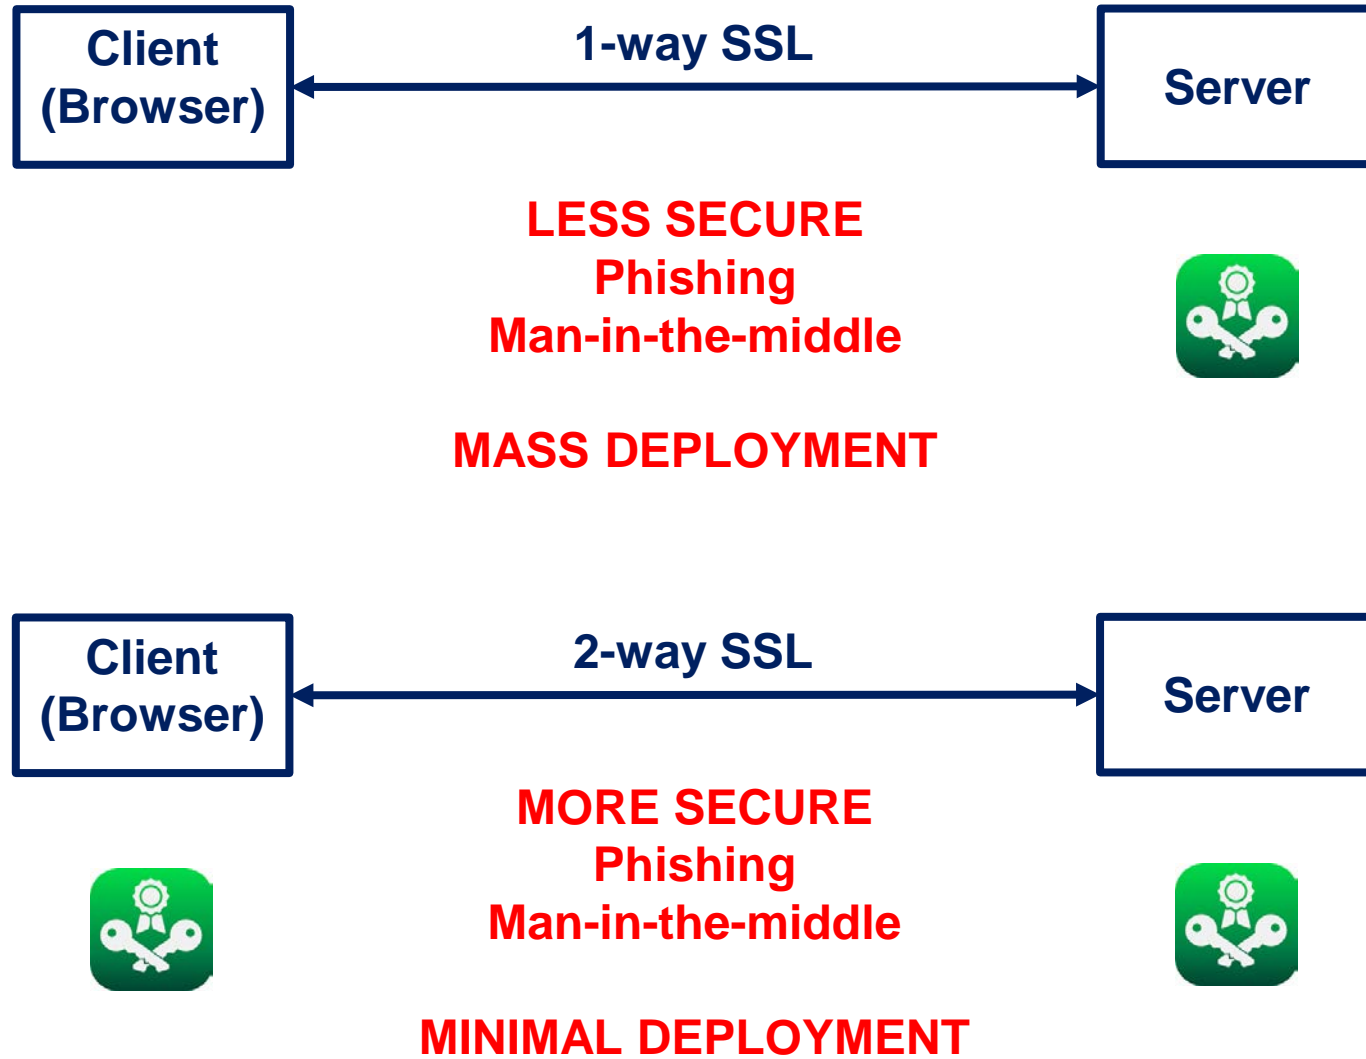 Client
(Browser)
1-way SSL
Server
LESS SECURE
Phishing
Man-in-the-middle
MASS DEPLOYMENT
Client
(Browser)
2-way SSL
Server
MORE SECURE
Phishing
Man-in-the-middle
MINIMAL DEPLOYMENT